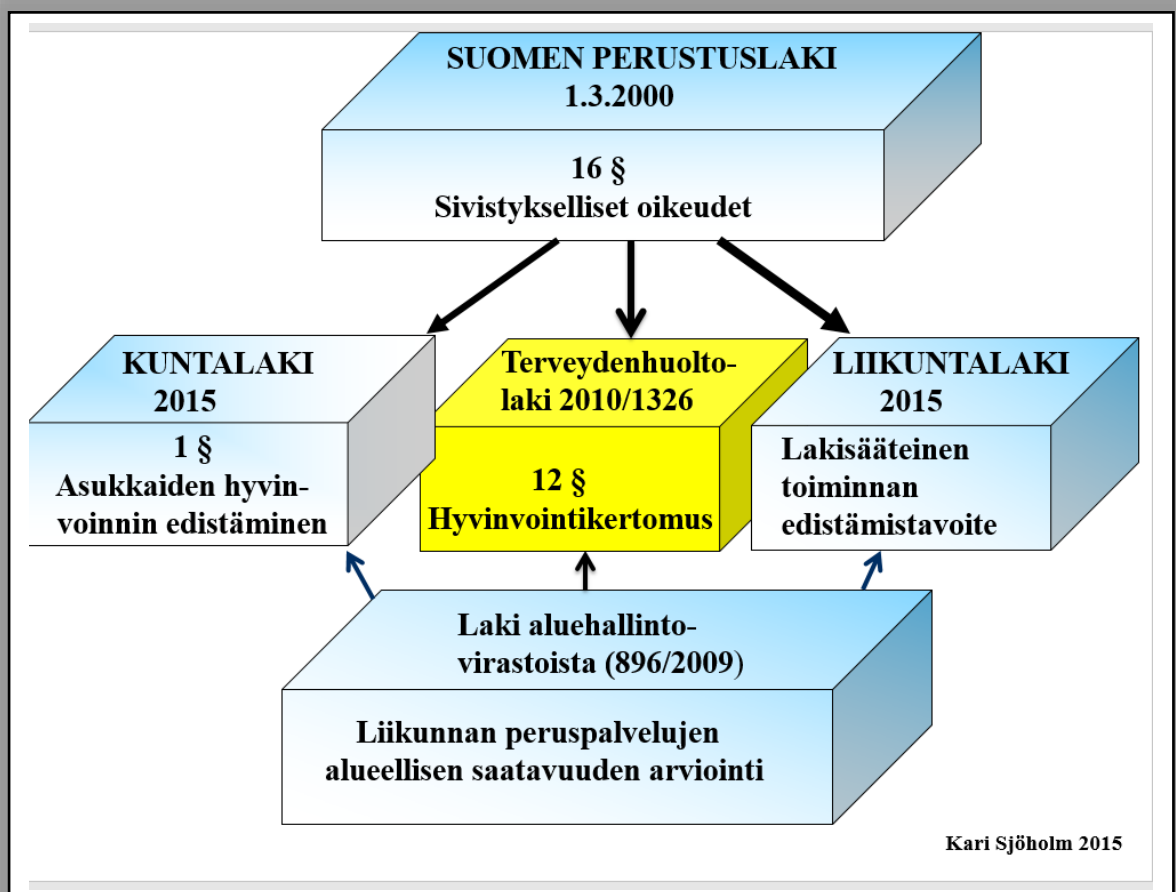 SUOMEN PERUSTUSLAKI
1.3.2000
16 §
Sivistykselliset oikeudet
KUNTALAKI
2015
1 §
Asukkaiden hyvin-
voinnin edistäminen
Terveydenhuolto-
laki 2010/1326
12 §
Hyvinvointikertomus
LIIKUNTALAKI
2015
Lakisääteinen
toiminnan
edistämistavoite
Laki aluehallinto-
virastoista (896/2009)
Liikunnan peruspalvelujen
alueellisen saatavuuden arviointi
Kari Sjöholm 2015